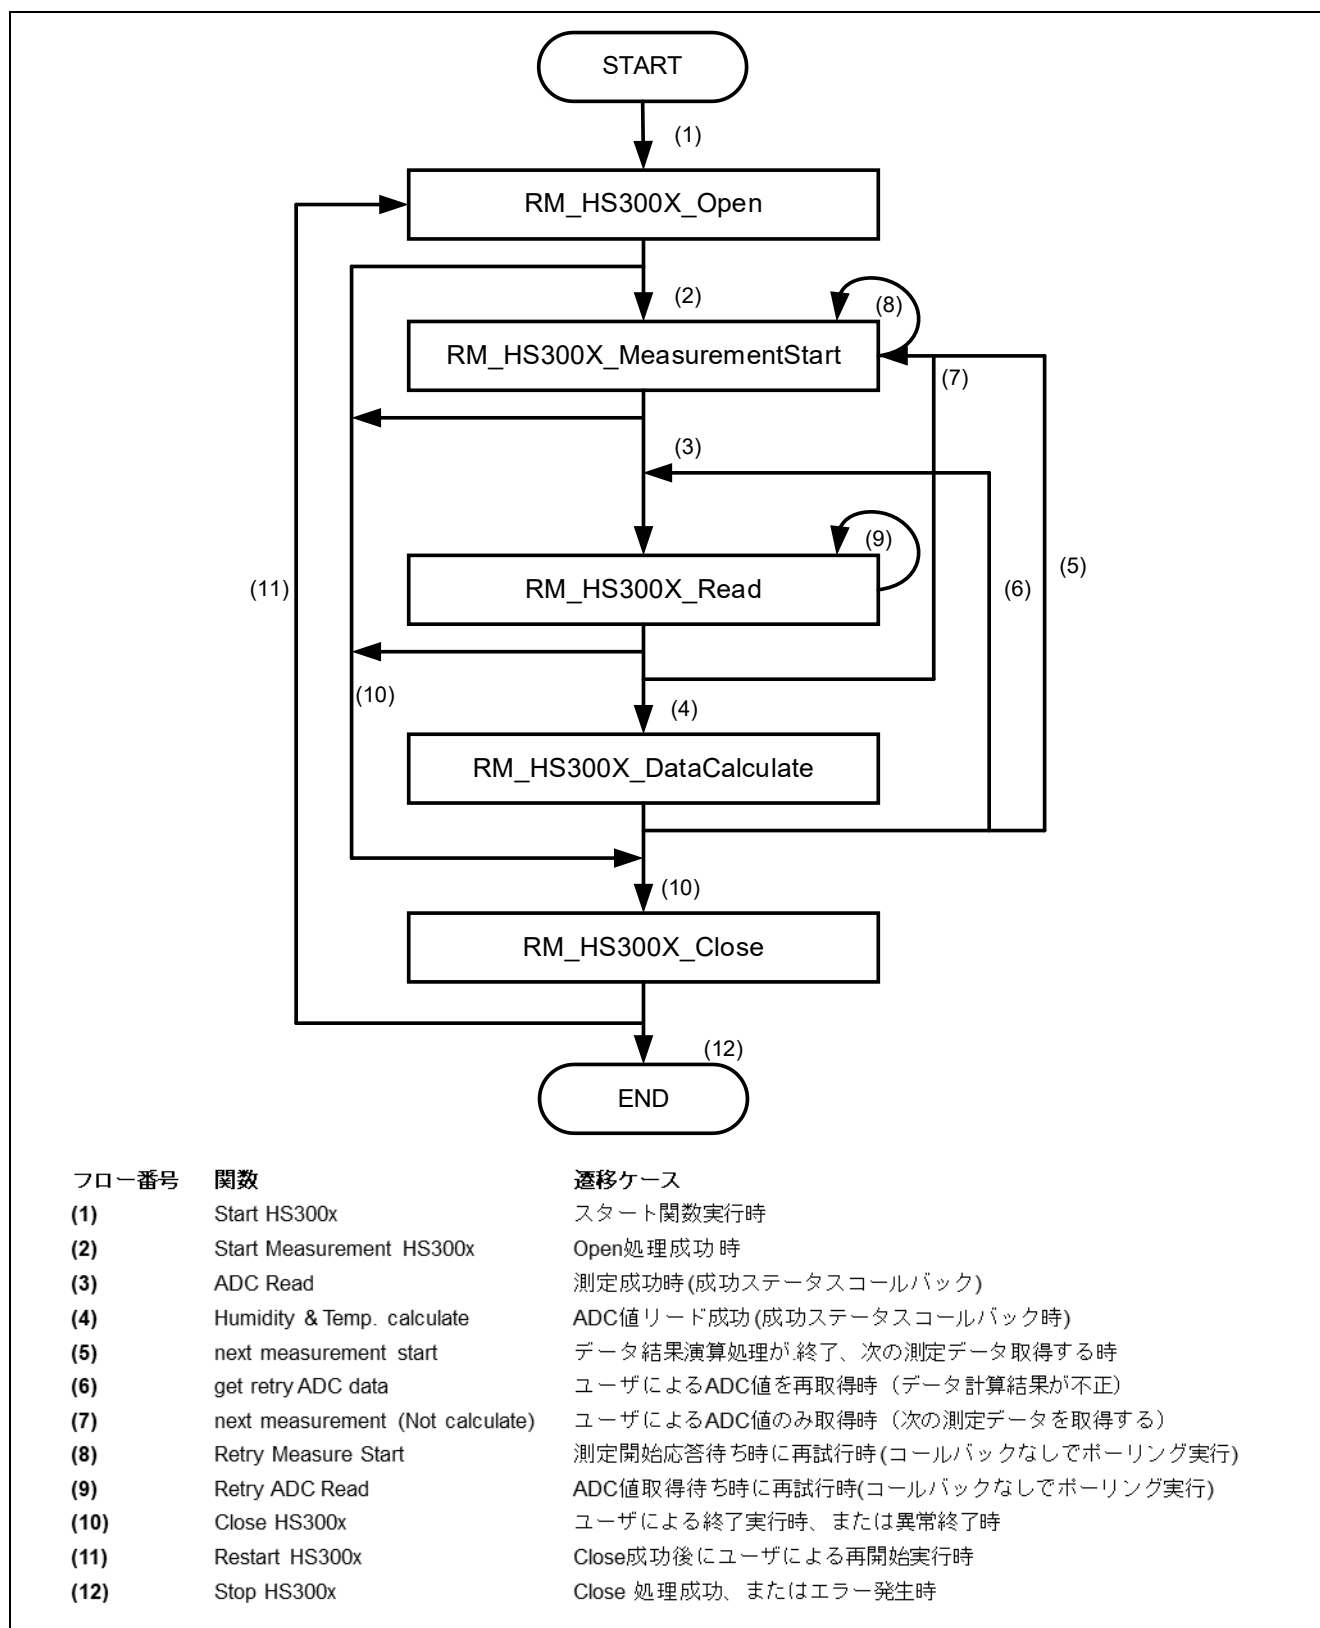 START
(1)
RM_HS300X_Open
(2)
(8)
RM_HS300X_MeasurementStart
(7)
(3)
(9)
(5)
(11)
RM_HS300X_Read
(6)
(10)
(4)
RM_HS300X_DataCalculate
(10)
RM_HS300X_Close
(12)
END
フロー番号 関数 遷移ケース
(1) Start HS300x スタート関数実行時
(2) Start Measurement HS300x Open処理成功時
(3) ADC Read 測定成功時(成功ステータスコールバック)
(4) Humidity & Temp. calculate ADC値リード成功(成功ステータスコールバック時)
(5) next measurement start データ結果演算処理が.終了、次の測定データ取得する時
(6) get retry ADC data ユーザによるADC値を再取得時（データ計算結果が不正）
(7) next measurement (Not calculate) ユーザによるADC値のみ取得時（次の測定データを取得する）
(8) Retry Measure Start 測定開始応答待ち時に再試行時(コールバックなしでポーリング実行)
(9) Retry ADC Read ADC値取得待ち時に再試行時(コールバックなしでポーリング実行)
(10) Close HS300x ユーザによる終了実行時、または異常終了時
(11) Restart HS300x Close成功後にユーザによる再開始実行時
(12) Stop HS300x Close 処理成功、またはエラー発生時